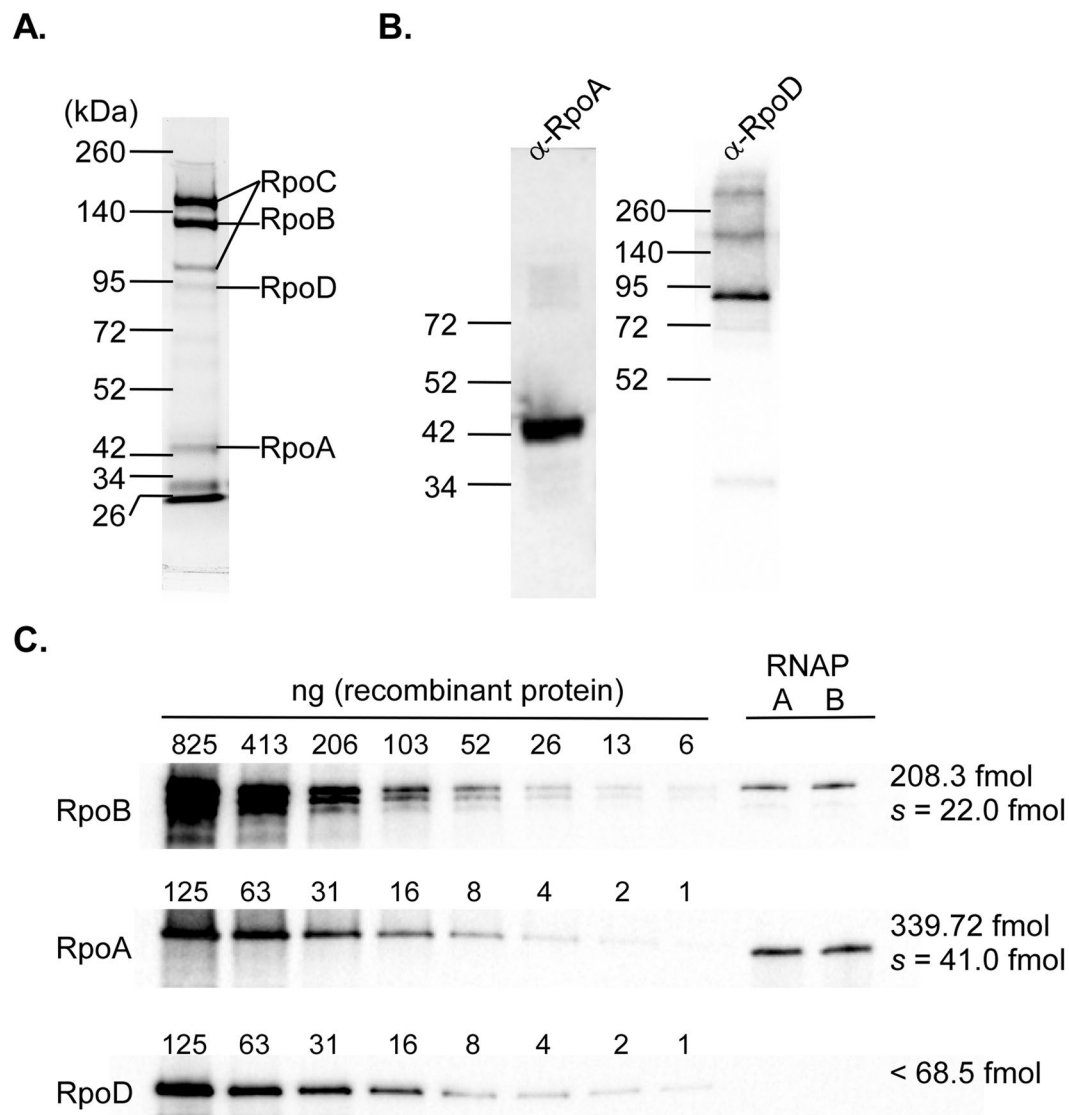 A.
(kDa)
260
140
95
72
52
42
34
26
RpoC
RpoB
RpoD
RpoA
B.
α-RpoA
72
52
42
34
α-RpoD
260
140
95
72
52
C.
ng (recombinant protein)
RNAP
A B
825 413 206 103 52 26 13 6
RpoB
208.3 fmol
s = 22.0 fmol
125 63 31 16 8 4 2 1
RpoA
339.72 fmol
s = 41.0 fmol
125 63 31 16 8 4 2 1
RpoD
< 68.5 fmol